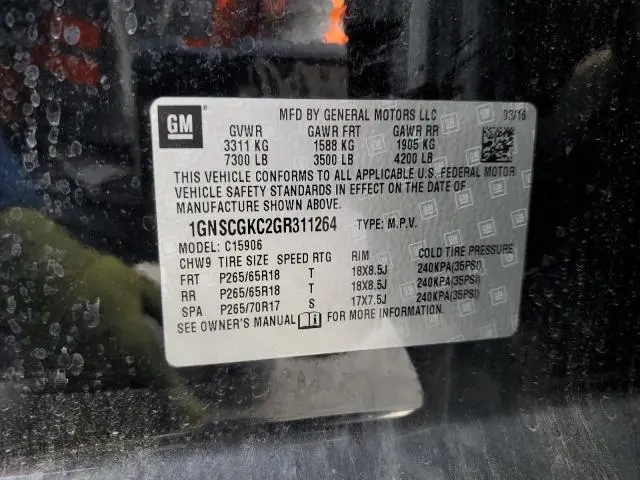 GM
MFD BY GENERAL MOTORS LLC 03/16
GVWR GAWR FRT GAWR RR
3311 KG 1588 KG 1905 KG
7300 LB 3500 LB 4200 LB
THIS VEHICLE CONFORMS TO ALL APPLICABLE U.S. FEDERAL MOTOR
VEHICLE SAFETY STANDARDS IN EFFECT ON THE DATE OF
MANUFACTURE SHOWN ABOVE.
1GNSCGKC2GR311264 TYPE: M.P.V.
MODEL: C15906
CHW9 TIRE SIZE SPEED RTG RIM COLD TIRE PRESSURE
FRT P265/65R18 T 18X8.5J 240KPA(35PSI)
RR P265/65R18 T 18X8.5J 240KPA(35PSI)
SPA P265/70R17 S 17X7.5J 240KPA(35PSI)
SEE OWNER'S MANUAL FOR MORE INFORMATION.